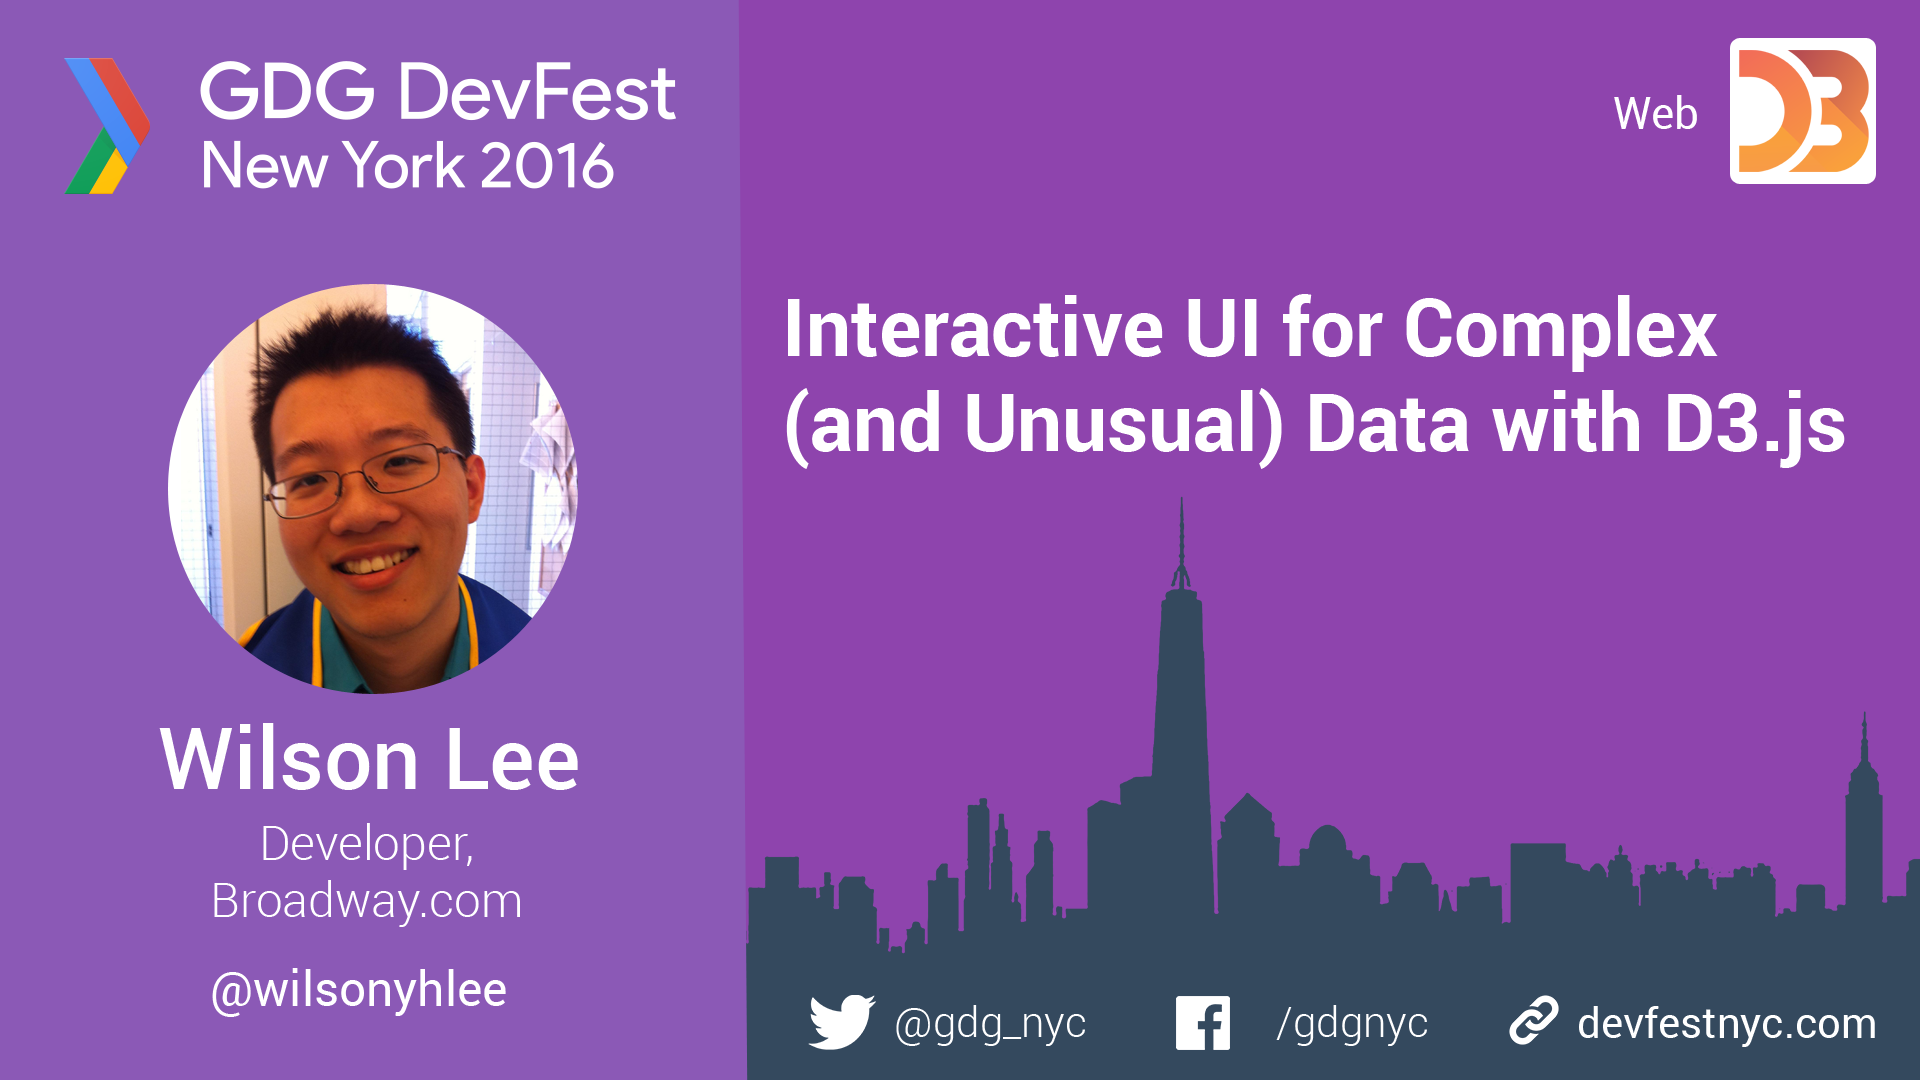 GDG DevFest
New York 2016
Web
D3
Interactive UI for Complex
(and Unusual) Data with D3.js
Wilson Lee
Developer,
Broadway.com
@wilsonyhlee
@gdg_nyc
/gdgnyc
devfestnyc.com